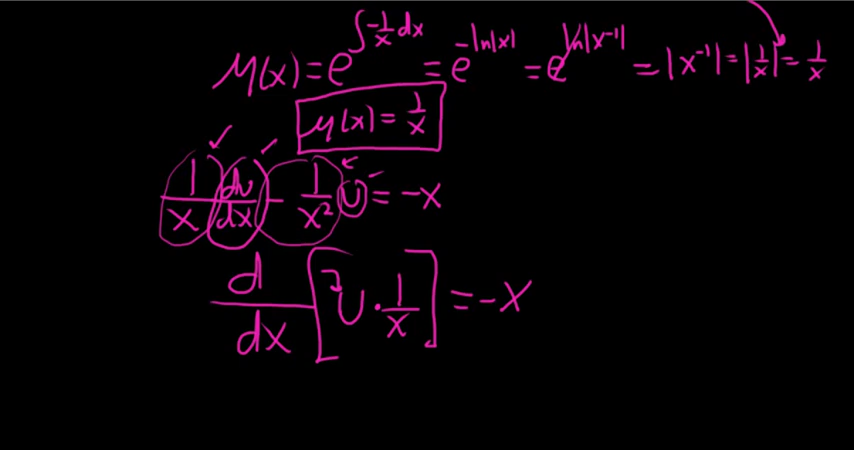 μ(x) = e^{∫ -1/x dx} = e^{-ln|x|} = e^{ln|x^{-1}|} = |x^{-1}| = |1/x| = 1/x
μ(x) = 1/x
1/x du/dx - 1/x² u = -x
d/dx [u · 1/x] = -x